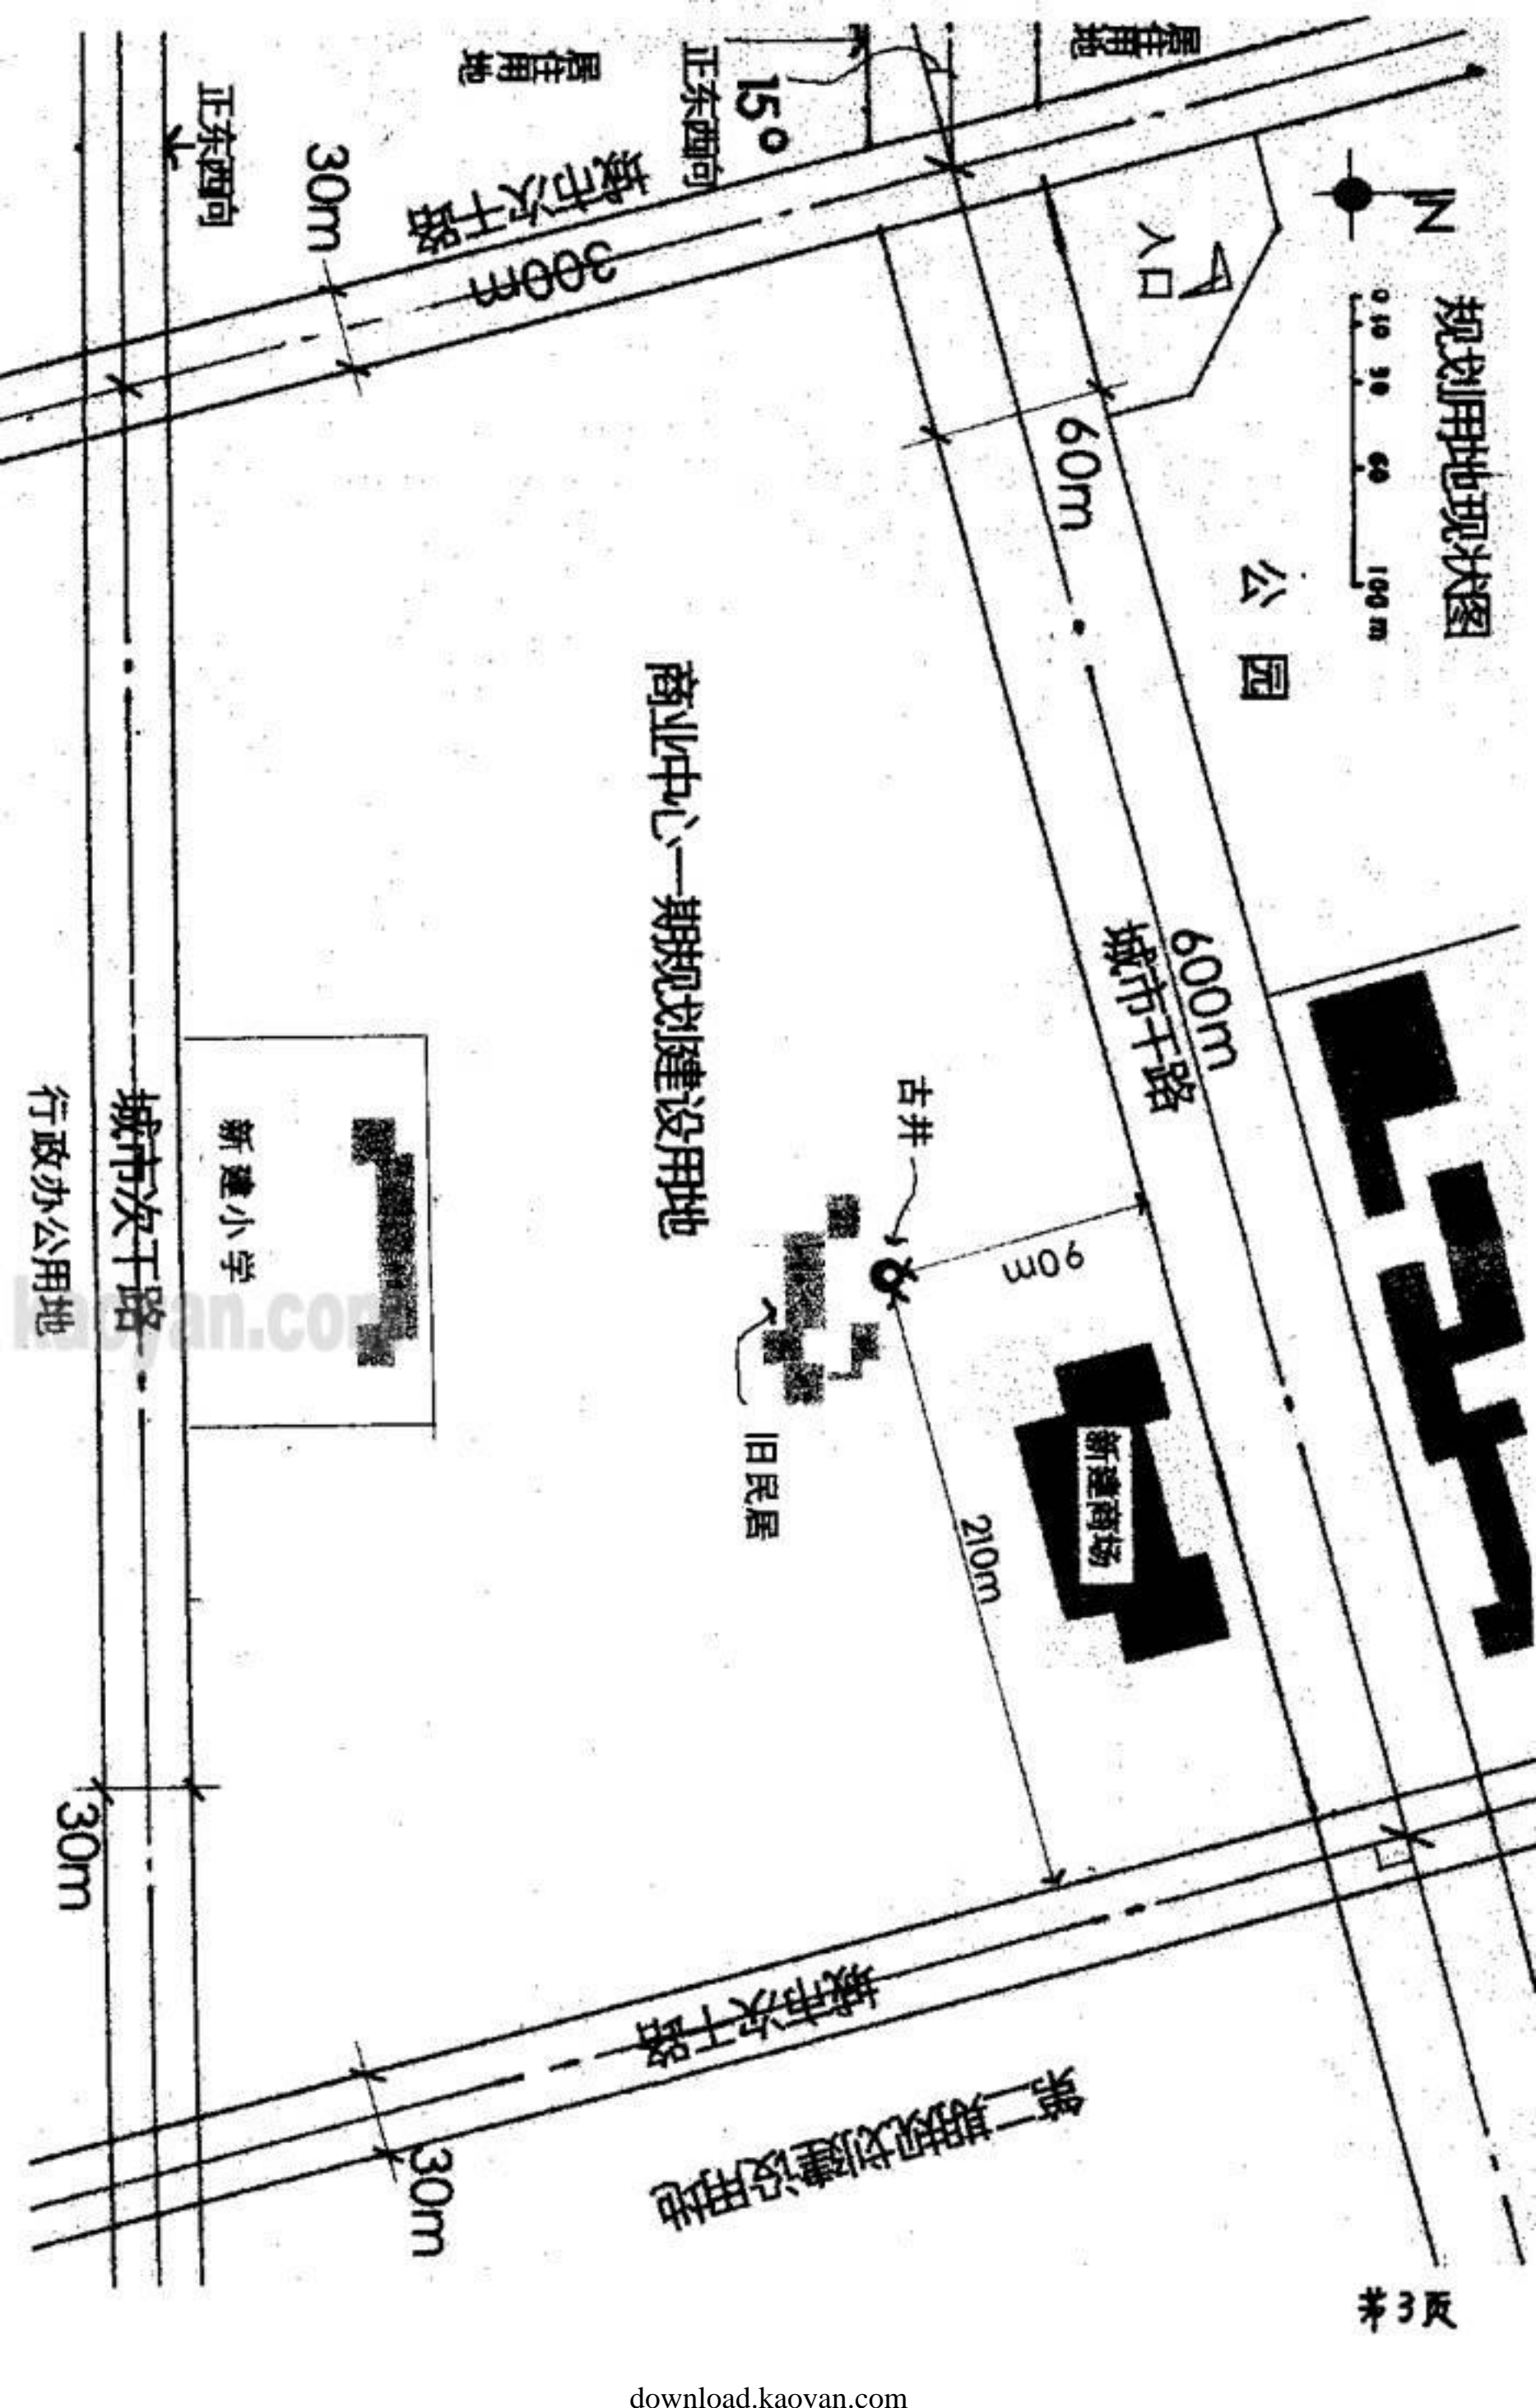 规划用地现状图
N
0 10 30 60 100m
居住用地
入口
公园
60m
600m
城市干路
15°
正东西向
居住用地
城市次干路
300m
30m
正东西向
古井
90m
新建商场
210m
商业中心一期规划建设用地
旧民居
新建小学
城市次干路
行政办公用地
30m
城市次干路
30m
第二期规划建设用地
第3页
kaoyan.com
download.kaoyan.com